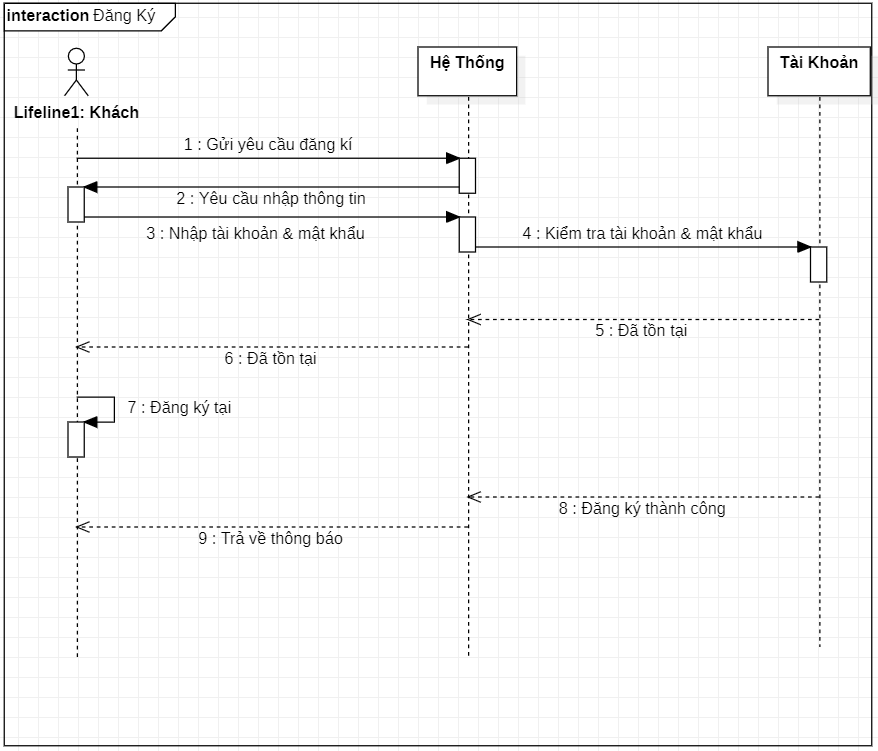 interaction Đăng Ký
Hệ Thống
Tài Khoản
Lifeline1: Khách
1 : Gửi yêu cầu đăng kí
2 : Yêu cầu nhập thông tin
3 : Nhập tài khoản & mật khẩu
4 : Kiểm tra tài khoản & mật khẩu
5 : Đã tồn tại
6 : Đã tồn tại
7 : Đăng ký tại
8 : Đăng ký thành công
9 : Trả về thông báo